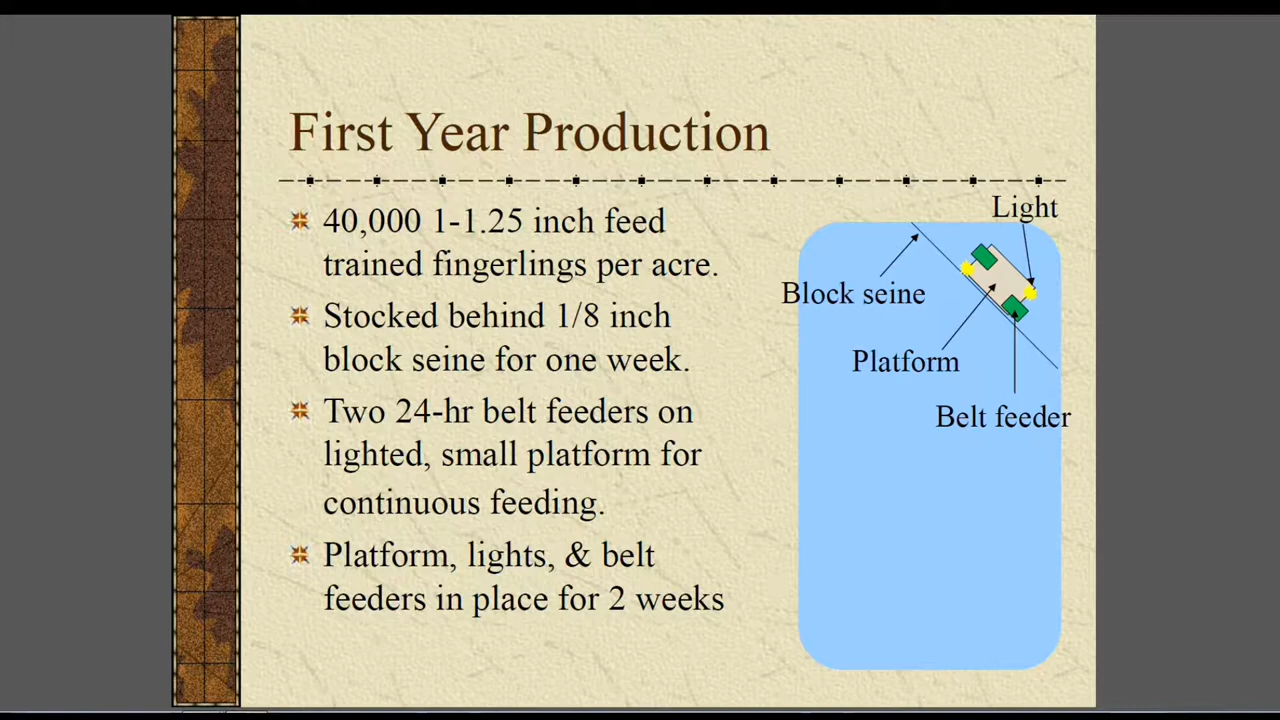 First Year Production
40,000 1-1.25 inch feed
trained fingerlings per acre.
Stocked behind 1/8 inch
block seine for one week.
Two 24-hr belt feeders on
lighted, small platform for
continuous feeding.
Platform, lights, & belt
feeders in place for 2 weeks
Light
Block seine
Platform
Belt feeder